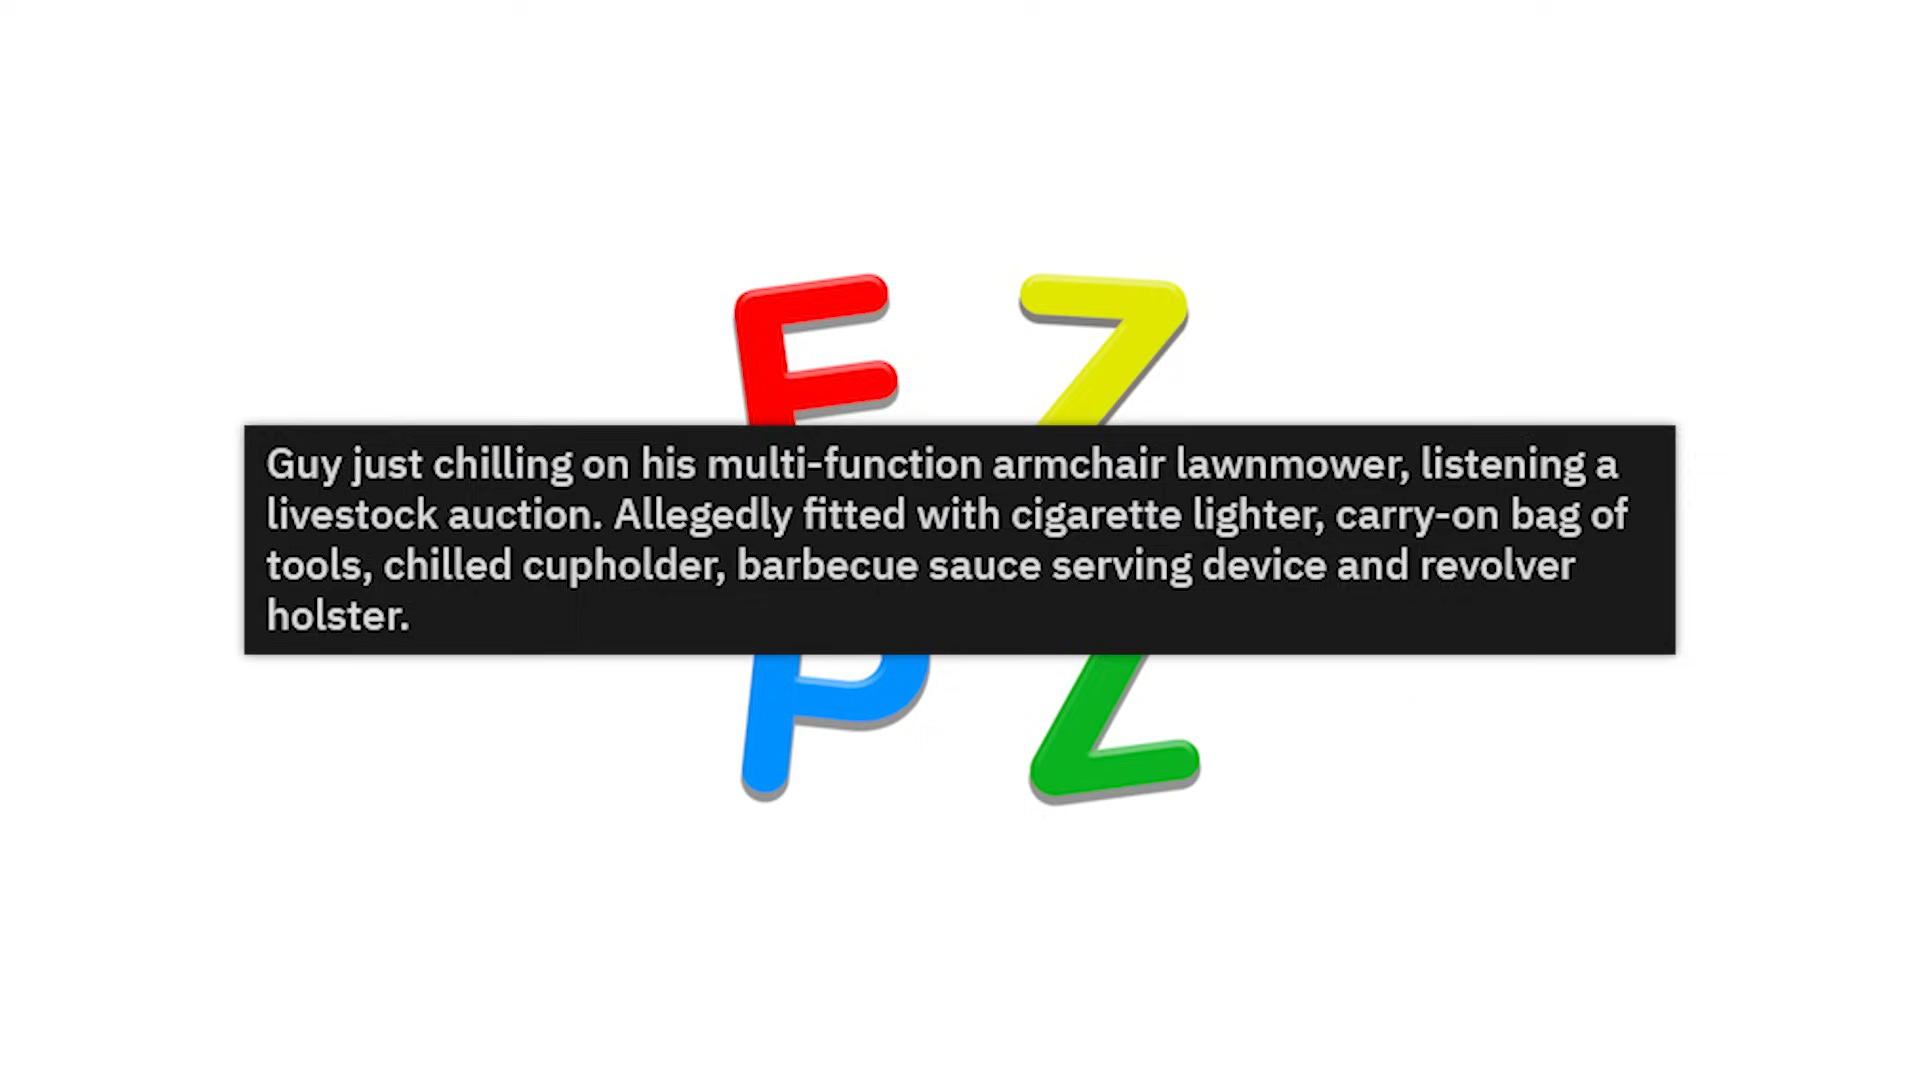 F Z
Guy just chilling on his multi-function armchair lawnmower, listening a
livestock auction. Allegedly fitted with cigarette lighter, carry-on bag of
tools, chilled cupholder, barbecue sauce serving device and revolver
holster.
P Z